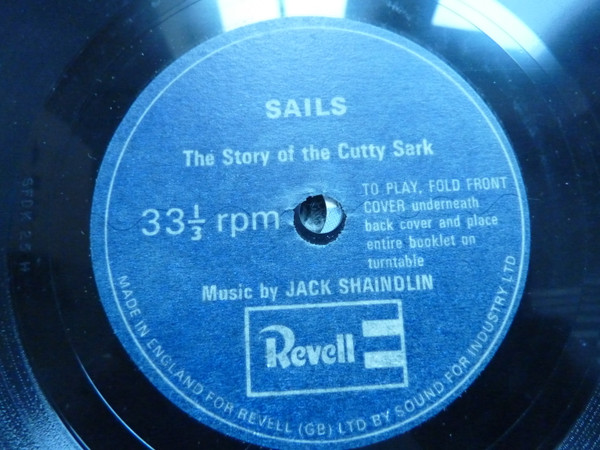 SAILS
The Story of the Cutty Sark
33⅓ rpm
TO PLAY, FOLD FRONT
COVER underneath
back cover and place
entire booklet on
turntable
Music by JACK SHAINDLIN
Revell
MADE IN ENGLAND FOR REVELL (GB) LTD BY SOUND FOR INDUSTRY LTD